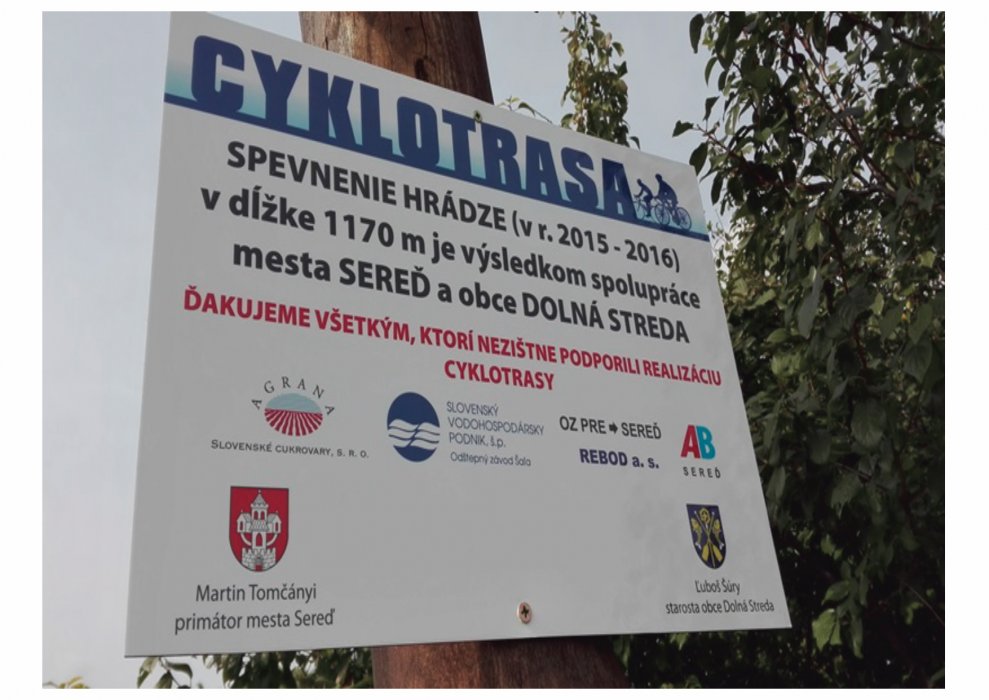 CYKLOTRASA
SPEVNENIE HRÁDZE (v r. 2015 - 2016)
v dĺžke 1170 m je výsledkom spolupráce
mesta SEREĎ a obce DOLNÁ STREDA
ĎAKUJEME VŠETKÝM, KTORÍ NEZIŠTNE PODPORILI REALIZÁCIU
CYKLOTRASY
AGRANA
SLOVENSKÉ CUKROVARY, S. R. O.
SLOVENSKÝ
VODOHOSPODÁRSKY
PODNIK, š.p.
Odštepný závod Šaľa
OZ PRE ➡ SEREĎ
REBOD a. s.
AB
SEREĎ
Martin Tomčányi
primátor mesta Sereď
Ľuboš Šúry
starosta obce Dolná Streda